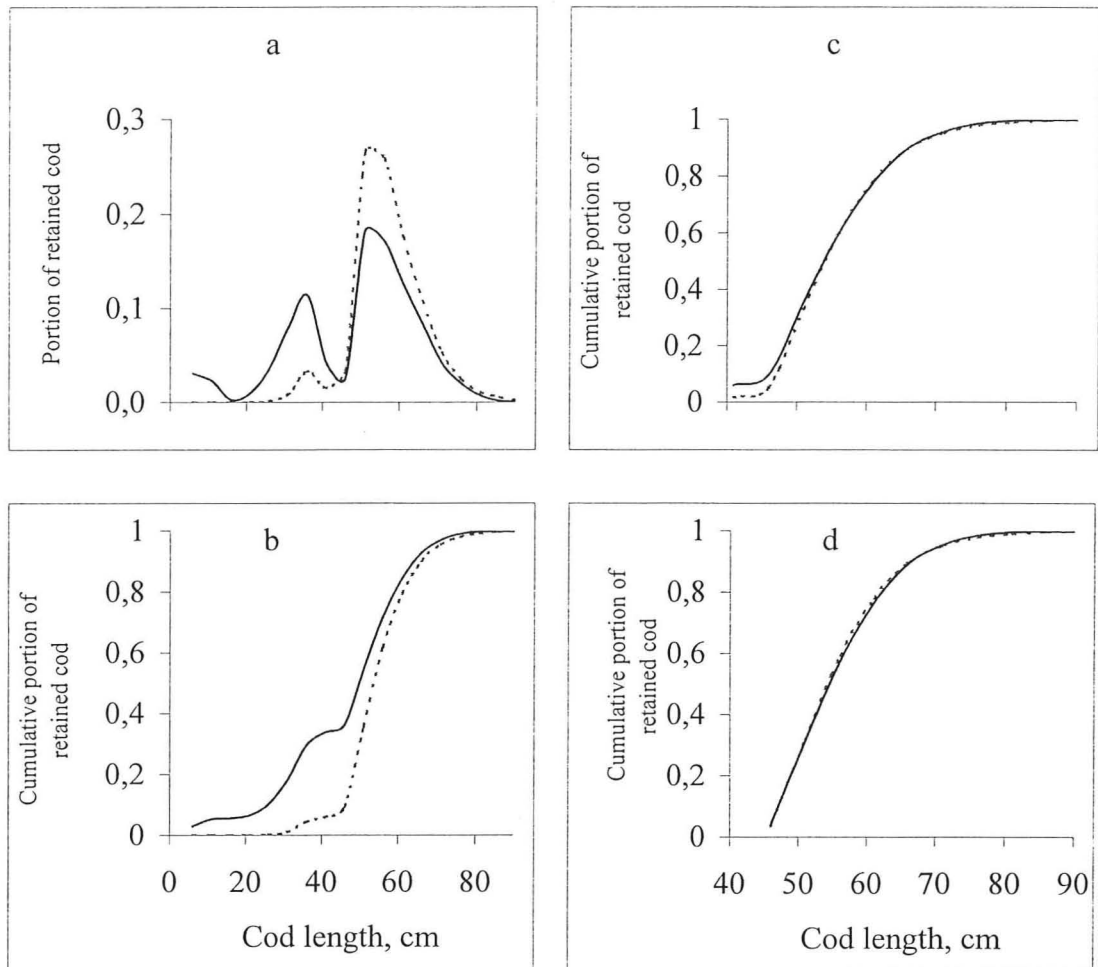 a
Portion of retained cod
0,3
0,2
0,1
0,0
c
Cumulative portion of
retained cod
1
0,8
0,6
0,4
0,2
0
b
Cumulative portion of
retained cod
1
0,8
0,6
0,4
0,2
0
0 20 40 60 80
Cod length, cm
d
Cumulative portion of
retained cod
1
0,8
0,6
0,4
0,2
0
40 50 60 70 80 90
Cod length, cm